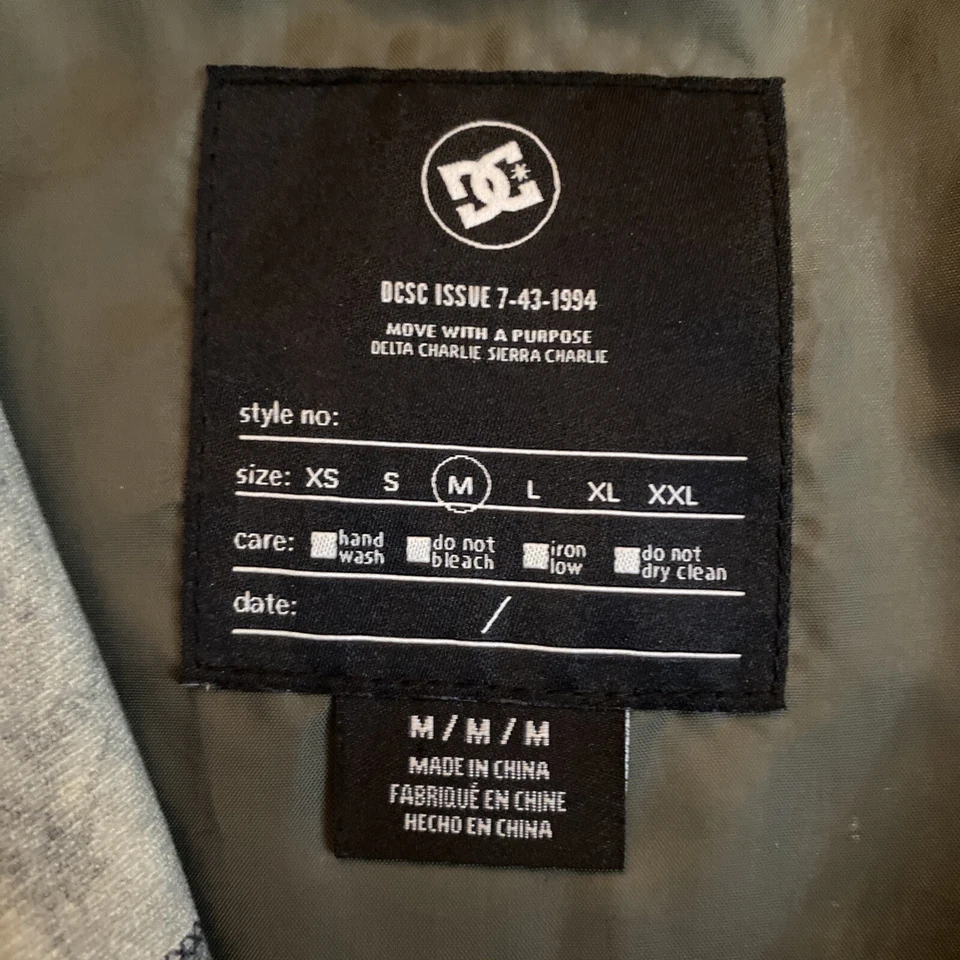 DC
DCSC ISSUE 7-43-1994
MOVE WITH A PURPOSE
DELTA CHARLIE SIERRA CHARLIE
style no:
size: XS S M L XL XXL
care: hand wash do not bleach iron low do not dry clean
date: /
M / M / M
MADE IN CHINA
FABRIQUÉ EN CHINE
HECHO EN CHINA